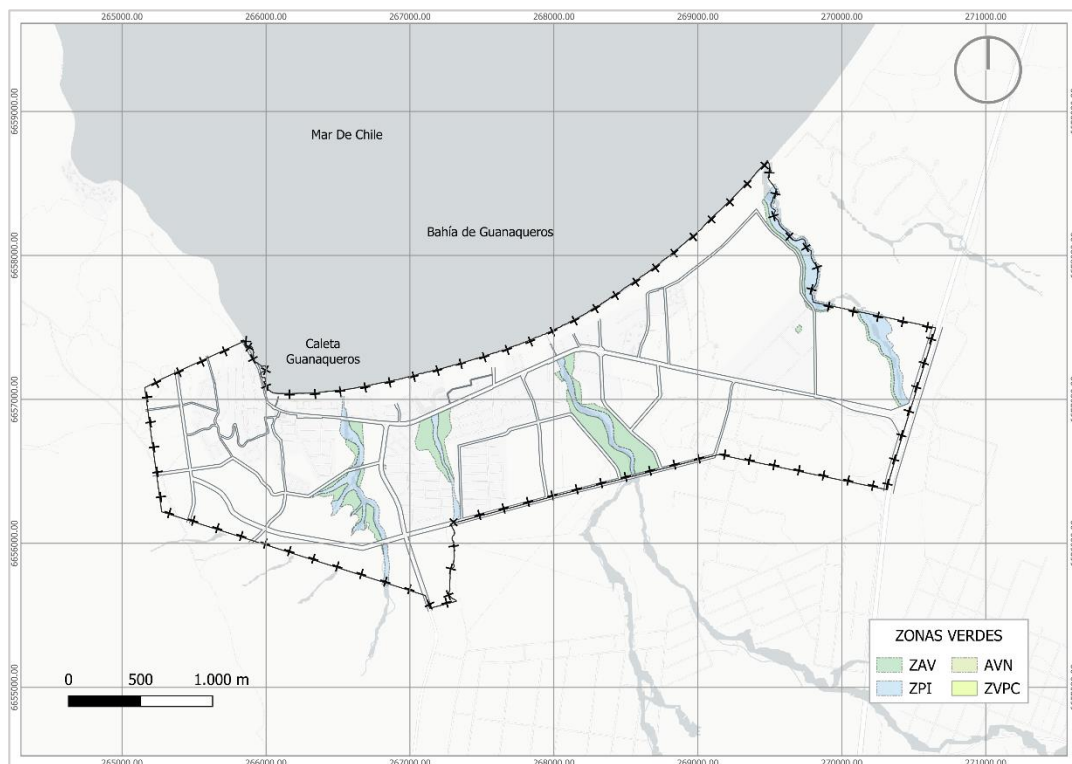 265000.00 266000.00 267000.00 268000.00 269000.00 270000.00 271000.00
6659000.00
Mar De Chile
Bahía de Guanaqueros
6658000.00
Caleta
Guanaqueros
6657000.00
6656000.00
ZONAS VERDES
ZAV AVN
ZPI ZVPC
0 500 1.000 m
6655000.00
265000.00 266000.00 267000.00 268000.00 269000.00 270000.00 271000.00